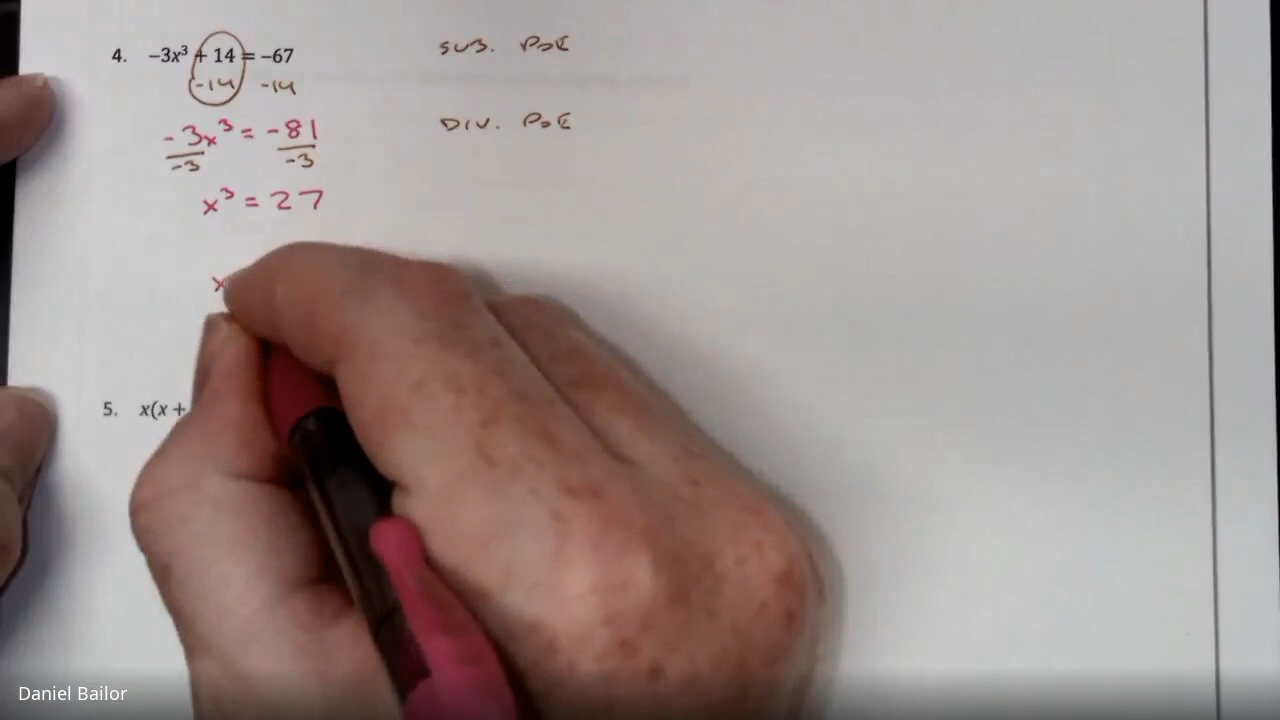 4. −3x³ + 14 = −67 SUB. PoE
-14 -14
-3x³ = -81 DIV. PoE
-3 -3
x³ = 27
x
5. x(x +
Daniel Bailor